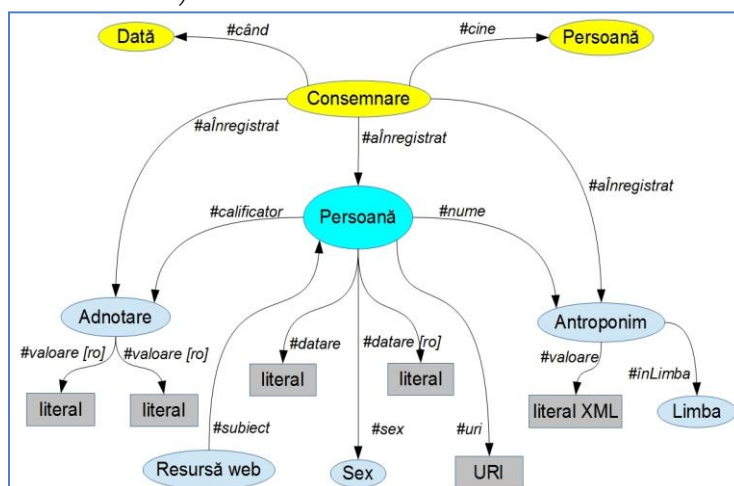 Dată
#când
#cine
Persoană
Consemnare
#aÎnregistrat
#aÎnregistrat
#aÎnregistrat
#calificator
Persoană
#nume
Adnotare
Antroponim
#valoare [ro]
#valoare [ro]
#datare
#datare [ro]
#valoare
#înLimba
literal
literal
literal
literal
literal XML
Limba
#subiect
#sex
#uri
Resursă web
Sex
URI